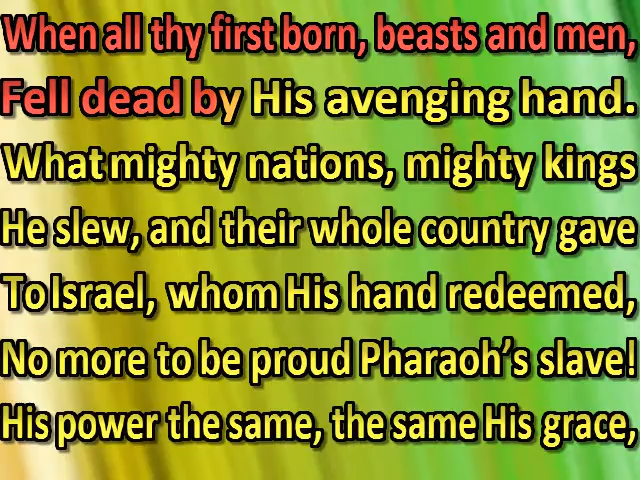 When all thy first born, beasts and men,
Fell dead by His avenging hand.
What mighty nations, mighty kings
He slew, and their whole country gave
To Israel, whom His hand redeemed,
No more to be proud Pharaoh's slave!
His power the same, the same His grace,